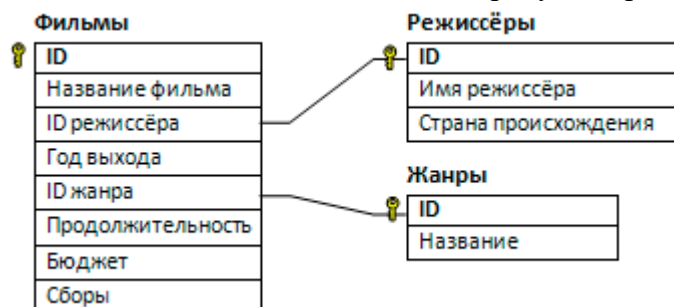 Фильмы
ID
Название фильма
ID режиссёра
Год выхода
ID жанра
Продолжительность
Бюджет
Сборы
Режиссёры
ID
Имя режиссёра
Страна происхождения
Жанры
ID
Название